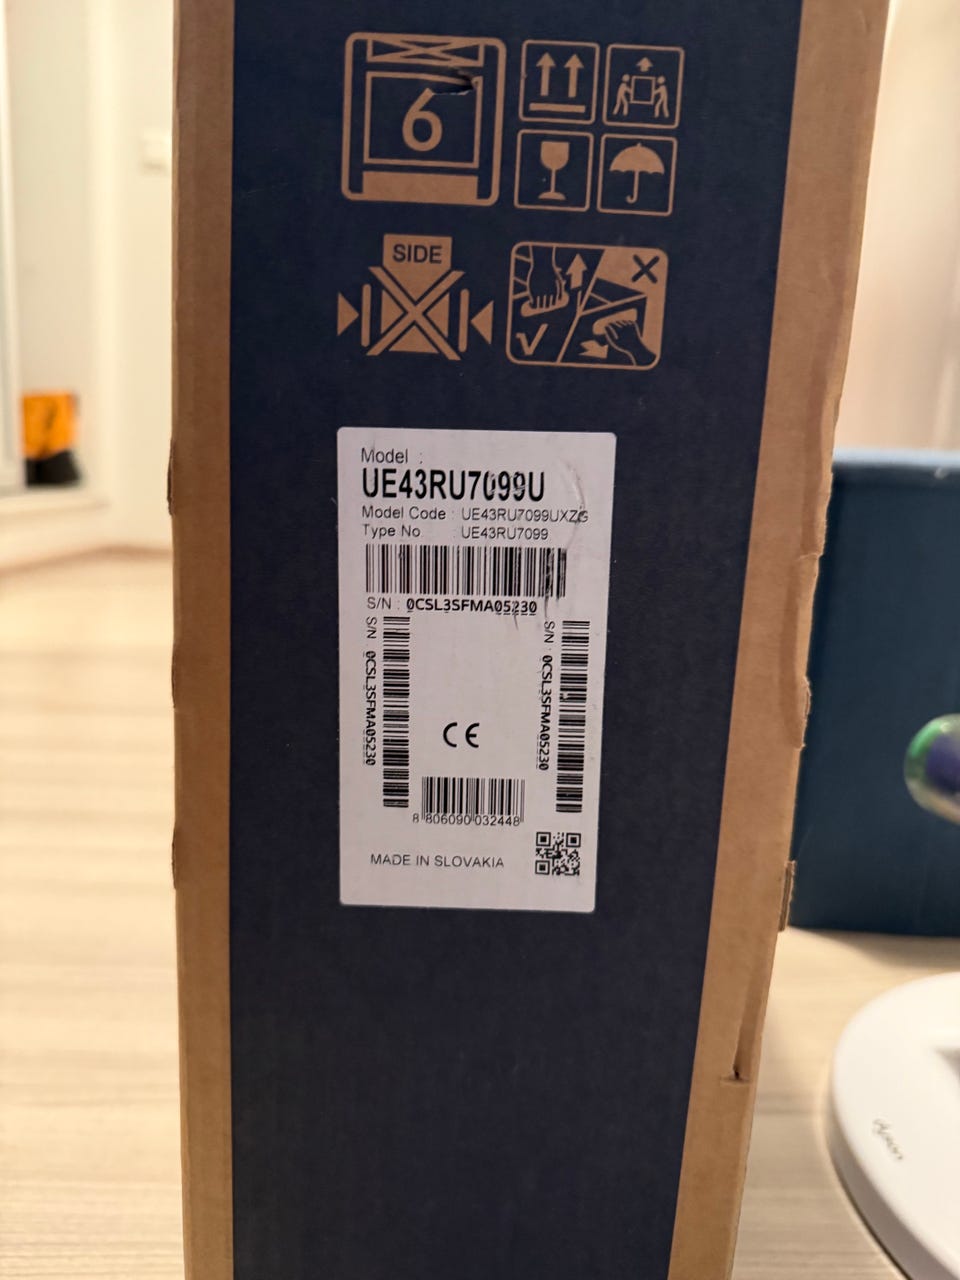 6
SIDE
Model :
UE43RU7099U
Model Code : UE43RU7099UXZG
Type No. : UE43RU7099
S/N : 0CSL3SFMA05230
S/N : 0CSL3SFMA05230
S/N : 0CSL3SFMA05230
CE
8 806090 032448
MADE IN SLOVAKIA
dyson